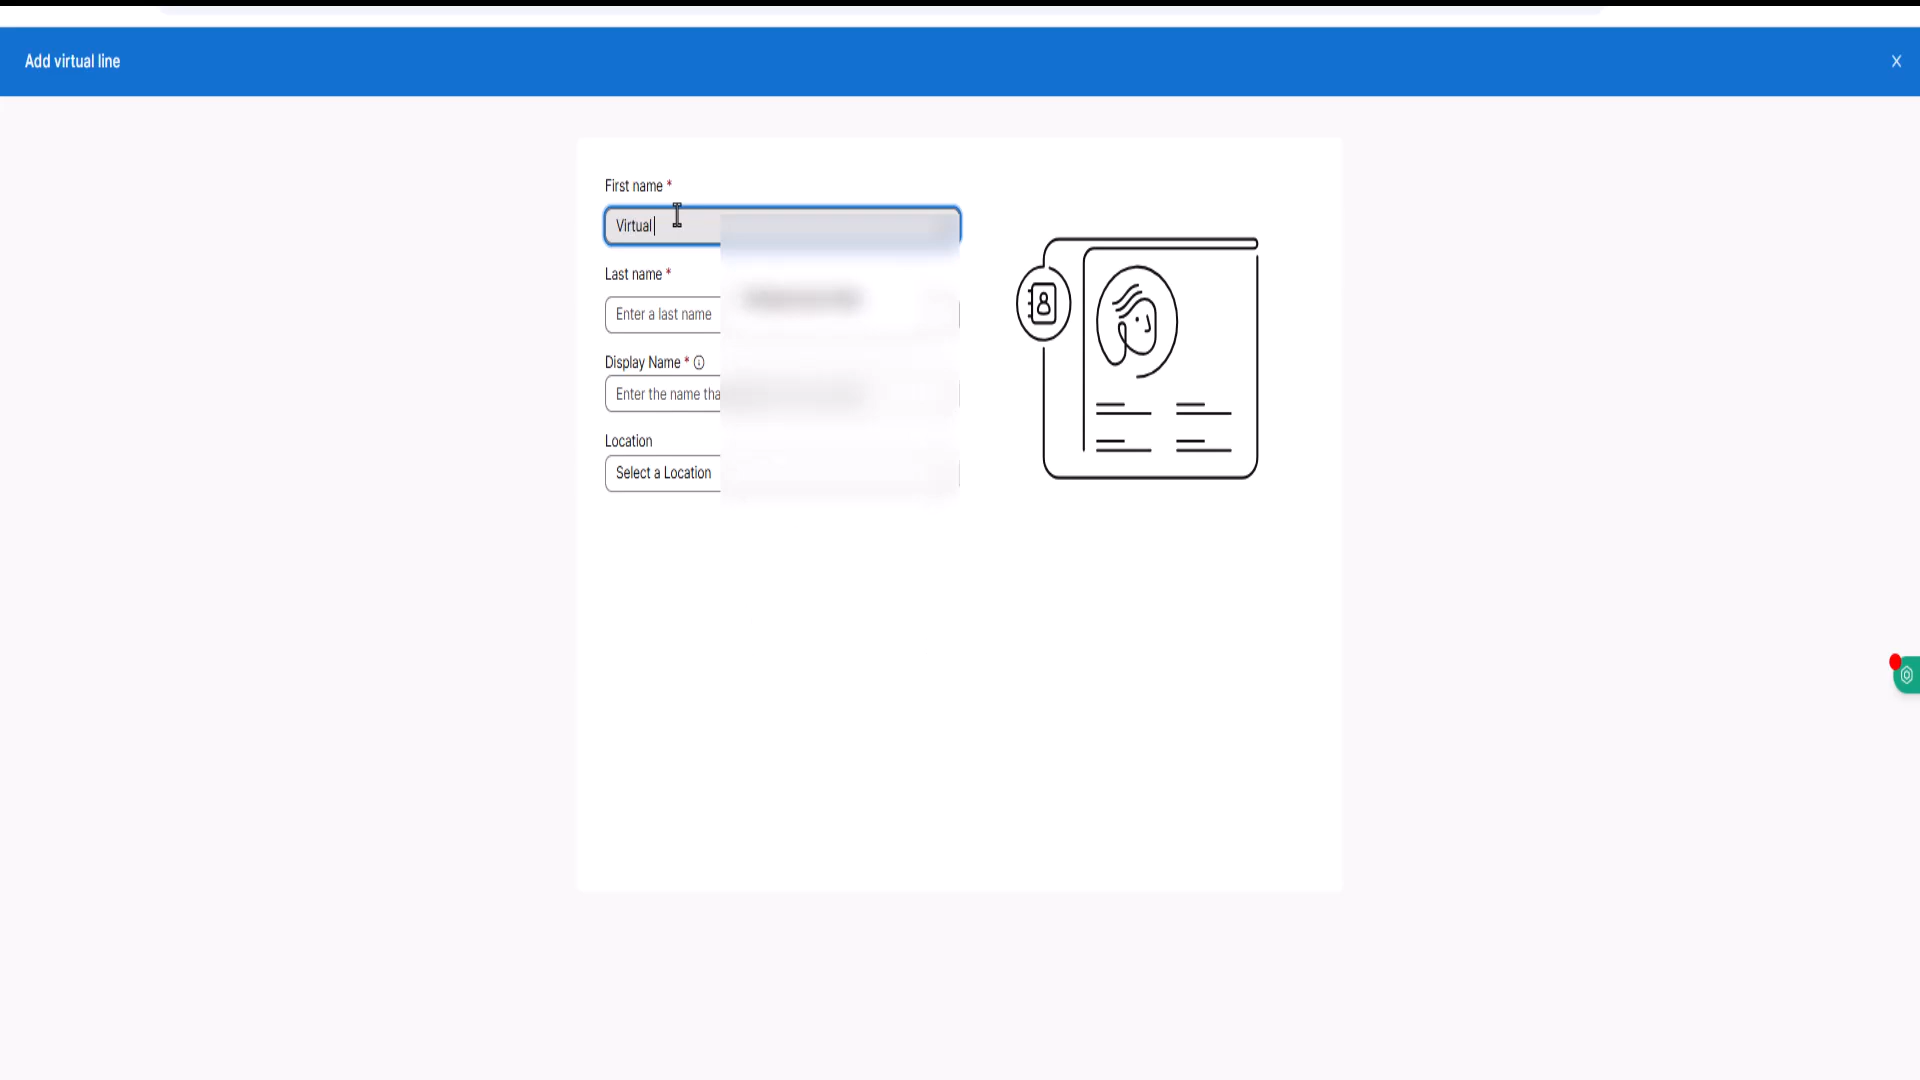 Add virtual line
X
First name *
Virtual
Last name *
Enter a last name
Display Name *
Enter the name tha
Location
Select a Location